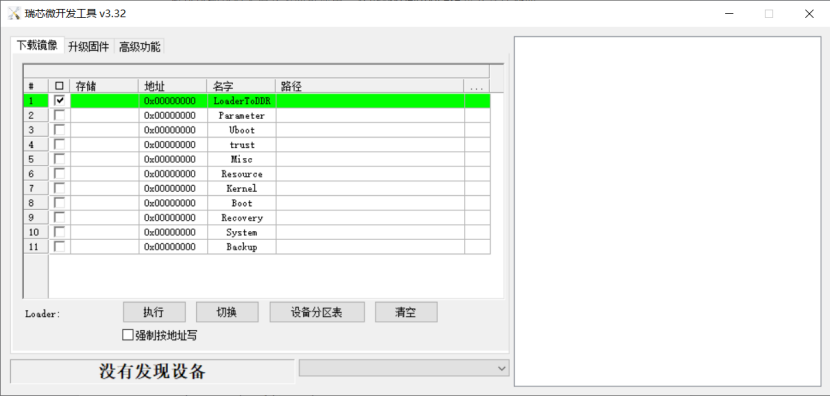 瑞芯微开发工具 v3.32
下载镜像 升级固件 高级功能
# 存储 地址 名字 路径 ...
1 0x00000000 LoaderToDDR
2 0x00000000 Parameter
3 0x00000000 Uboot
4 0x00000000 trust
5 0x00000000 Misc
6 0x00000000 Resource
7 0x00000000 Kernel
8 0x00000000 Boot
9 0x00000000 Recovery
10 0x00000000 System
11 0x00000000 Backup
Loader: 执行 切换 设备分区表 清空
强制按地址写
没有发现设备